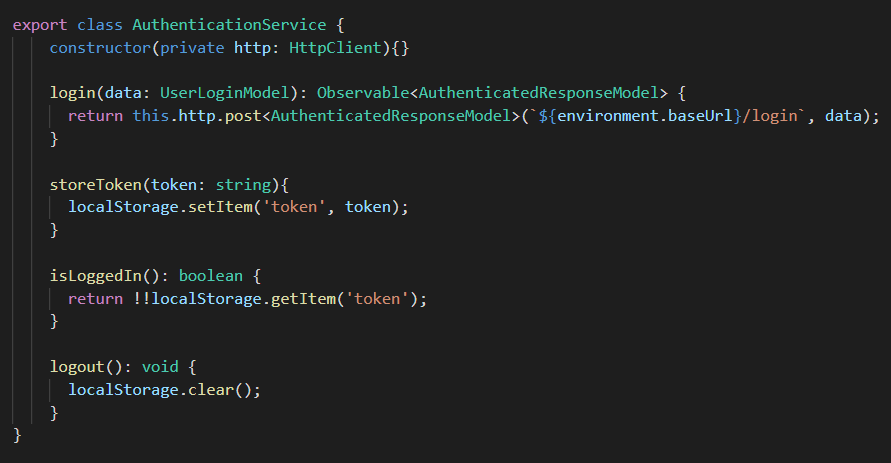 export class AuthenticationService {
    constructor(private http: HttpClient){}

    login(data: UserLoginModel): Observable<AuthenticatedResponseModel> {
      return this.http.post<AuthenticatedResponseModel>(`${environment.baseUrl}/login`, data);
    }

    storeToken(token: string){
      localStorage.setItem('token', token);
    }

    isLoggedIn(): boolean {
      return !!localStorage.getItem('token');
    }

    logout(): void {
      localStorage.clear();
    }
}